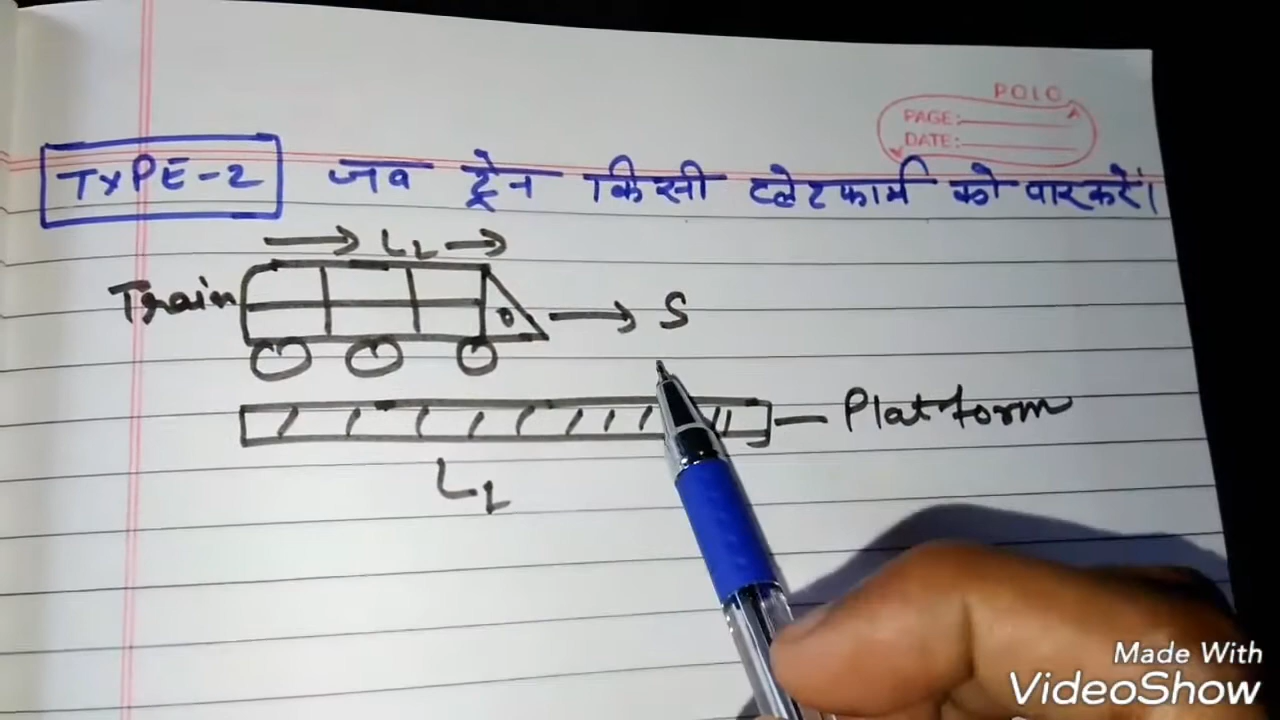 POLO
PAGE:
DATE:
TYPE-2 जब ट्रेन किसी प्लेटफार्म को पार करें।
L₁
Train
S
Platform
L₂
Made With
VideoShow